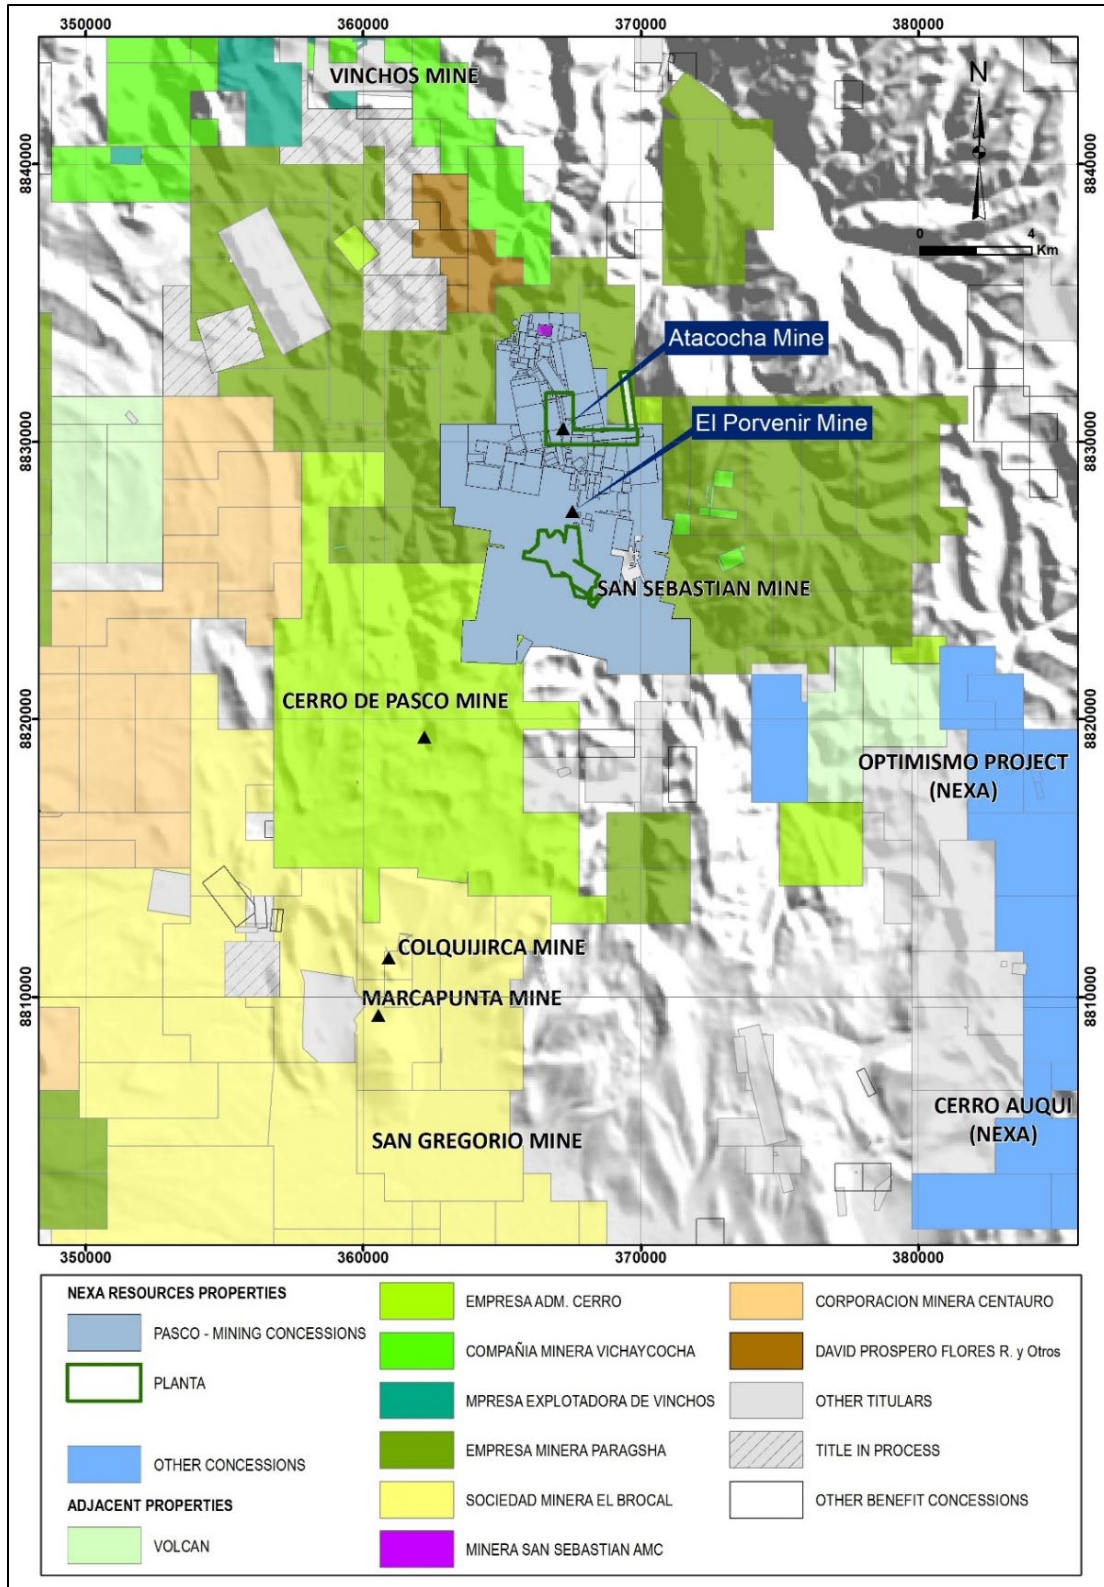 350000 360000 370000 380000
VINCHOS MINE
N
8840000 8840000
0 4
Km
Atacocha Mine
El Porvenir Mine
8830000 8830000
SAN SEBASTIAN MINE
CERRO DE PASCO MINE
8820000 8820000
OPTIMISMO PROJECT
(NEXA)
COLQUIJIRCA MINE
MARCAPUNTA MINE
8810000 8810000
CERRO AUQUI
(NEXA)
SAN GREGORIO MINE
350000 360000 370000 380000
NEXA RESOURCES PROPERTIES
PASCO - MINING CONCESSIONS
PLANTA
OTHER CONCESSIONS
ADJACENT PROPERTIES
VOLCAN
EMPRESA ADM. CERRO
COMPAÑIA MINERA VICHAYCOCHA
MPRESA EXPLOTADORA DE VINCHOS
EMPRESA MINERA PARAGSHA
SOCIEDAD MINERA EL BROCAL
MINERA SAN SEBASTIAN AMC
CORPORACION MINERA CENTAURO
DAVID PROSPERO FLORES R. y Otros
OTHER TITULARS
TITLE IN PROCESS
OTHER BENEFIT CONCESSIONS